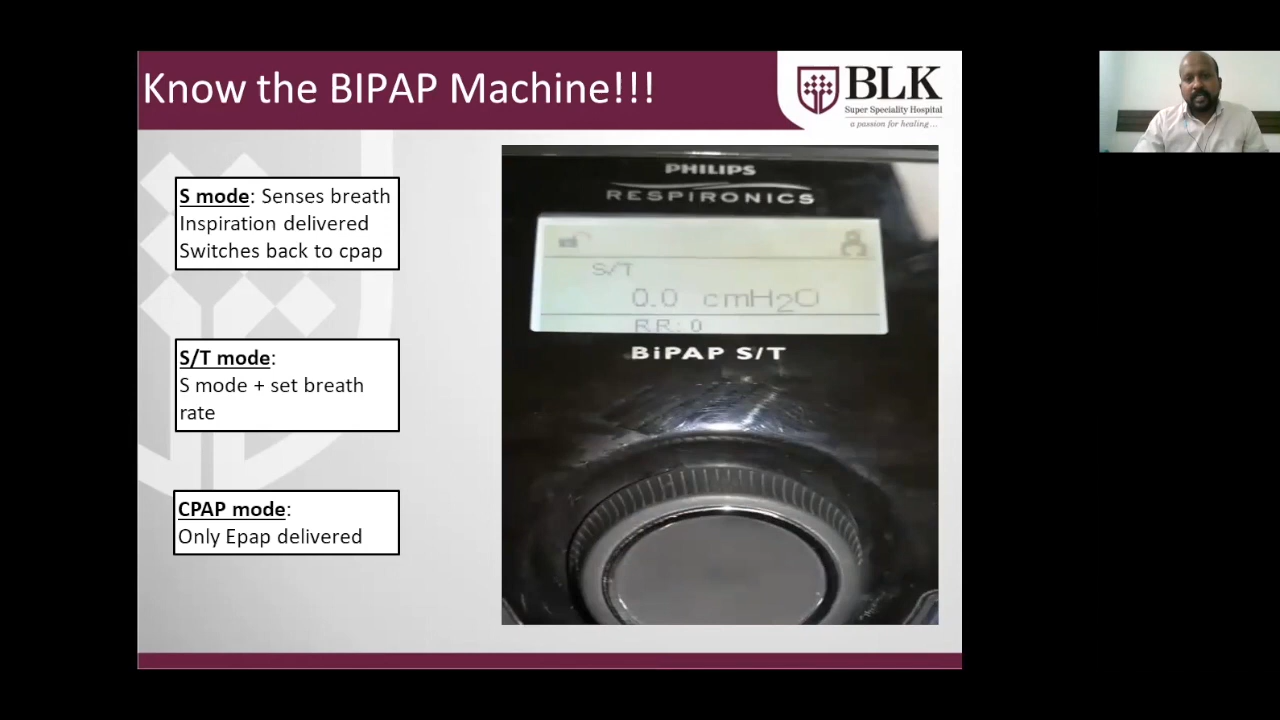 Know the BIPAP Machine!!!
BLK
Super Speciality Hospital
a passion for healing...
S mode: Senses breath
Inspiration delivered
Switches back to cpap
S/T mode:
S mode + set breath
rate
CPAP mode:
Only Epap delivered
PHILIPS
RESPIRONICS
S/T
0.0 cmH2O
RR: 0
BiPAP S/T